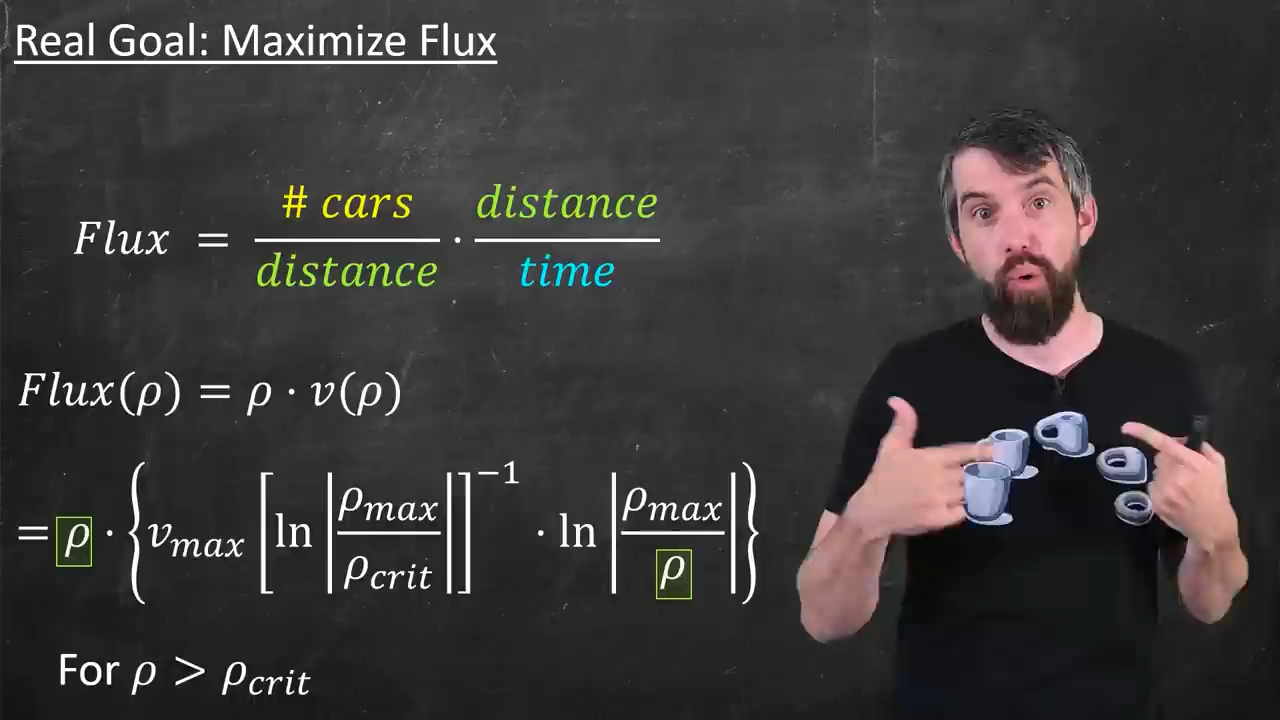 Real Goal: Maximize Flux
Flux = # cars / distance · distance / time
Flux(ρ) = ρ · v(ρ)
= ρ · {v_max [ln |ρ_max / ρ_crit|]^−1 · ln |ρ_max / ρ|}
For ρ > ρ_crit